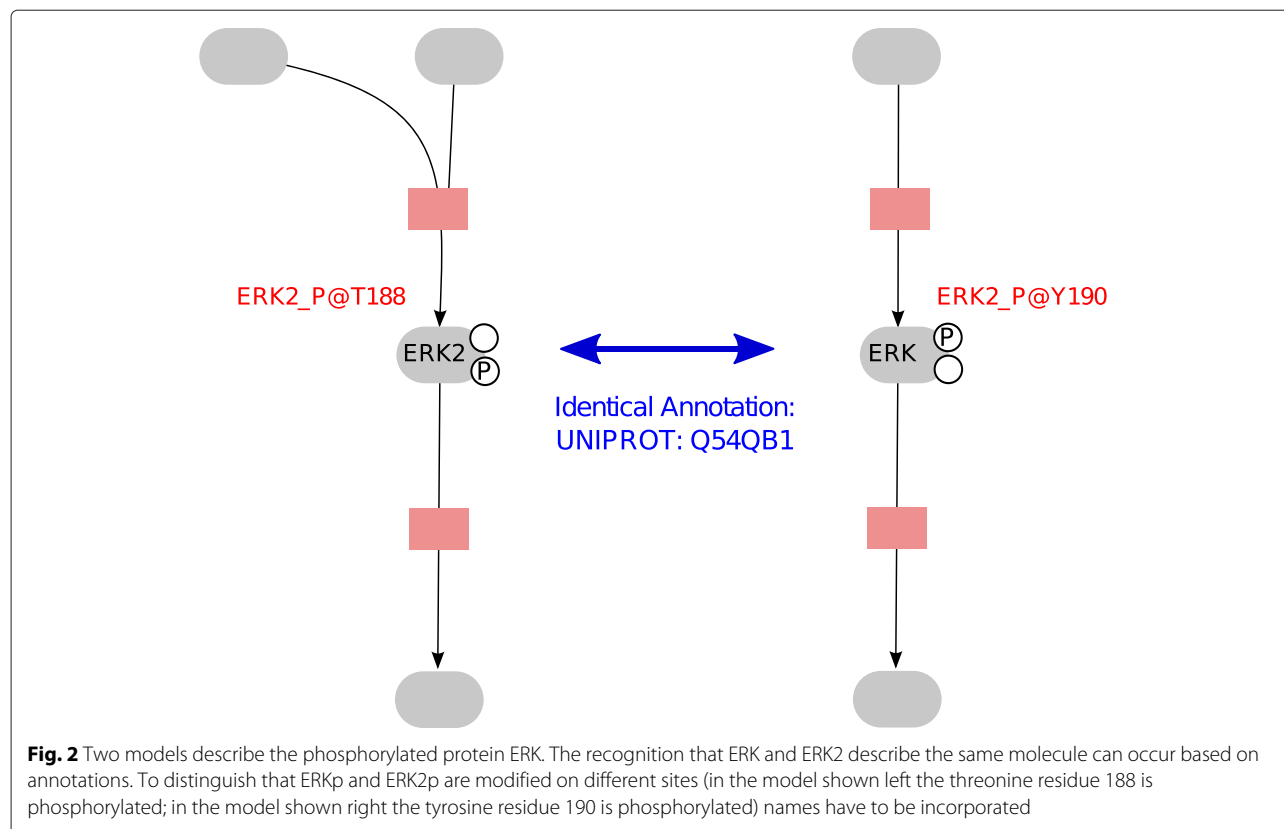 ERK2_P@T188
ERK2_P@Y190
ERK2
P
ERK
P
Identical Annotation:
UNIPROT: Q54QB1
Fig. 2 Two models describe the phosphorylated protein ERK. The recognition that ERK and ERK2 describe the same molecule can occur based on
annotations. To distinguish that ERKp and ERK2p are modified on different sites (in the model shown left the threonine residue 188 is
phosphorylated; in the model shown right the tyrosine residue 190 is phosphorylated) names have to be incorporated